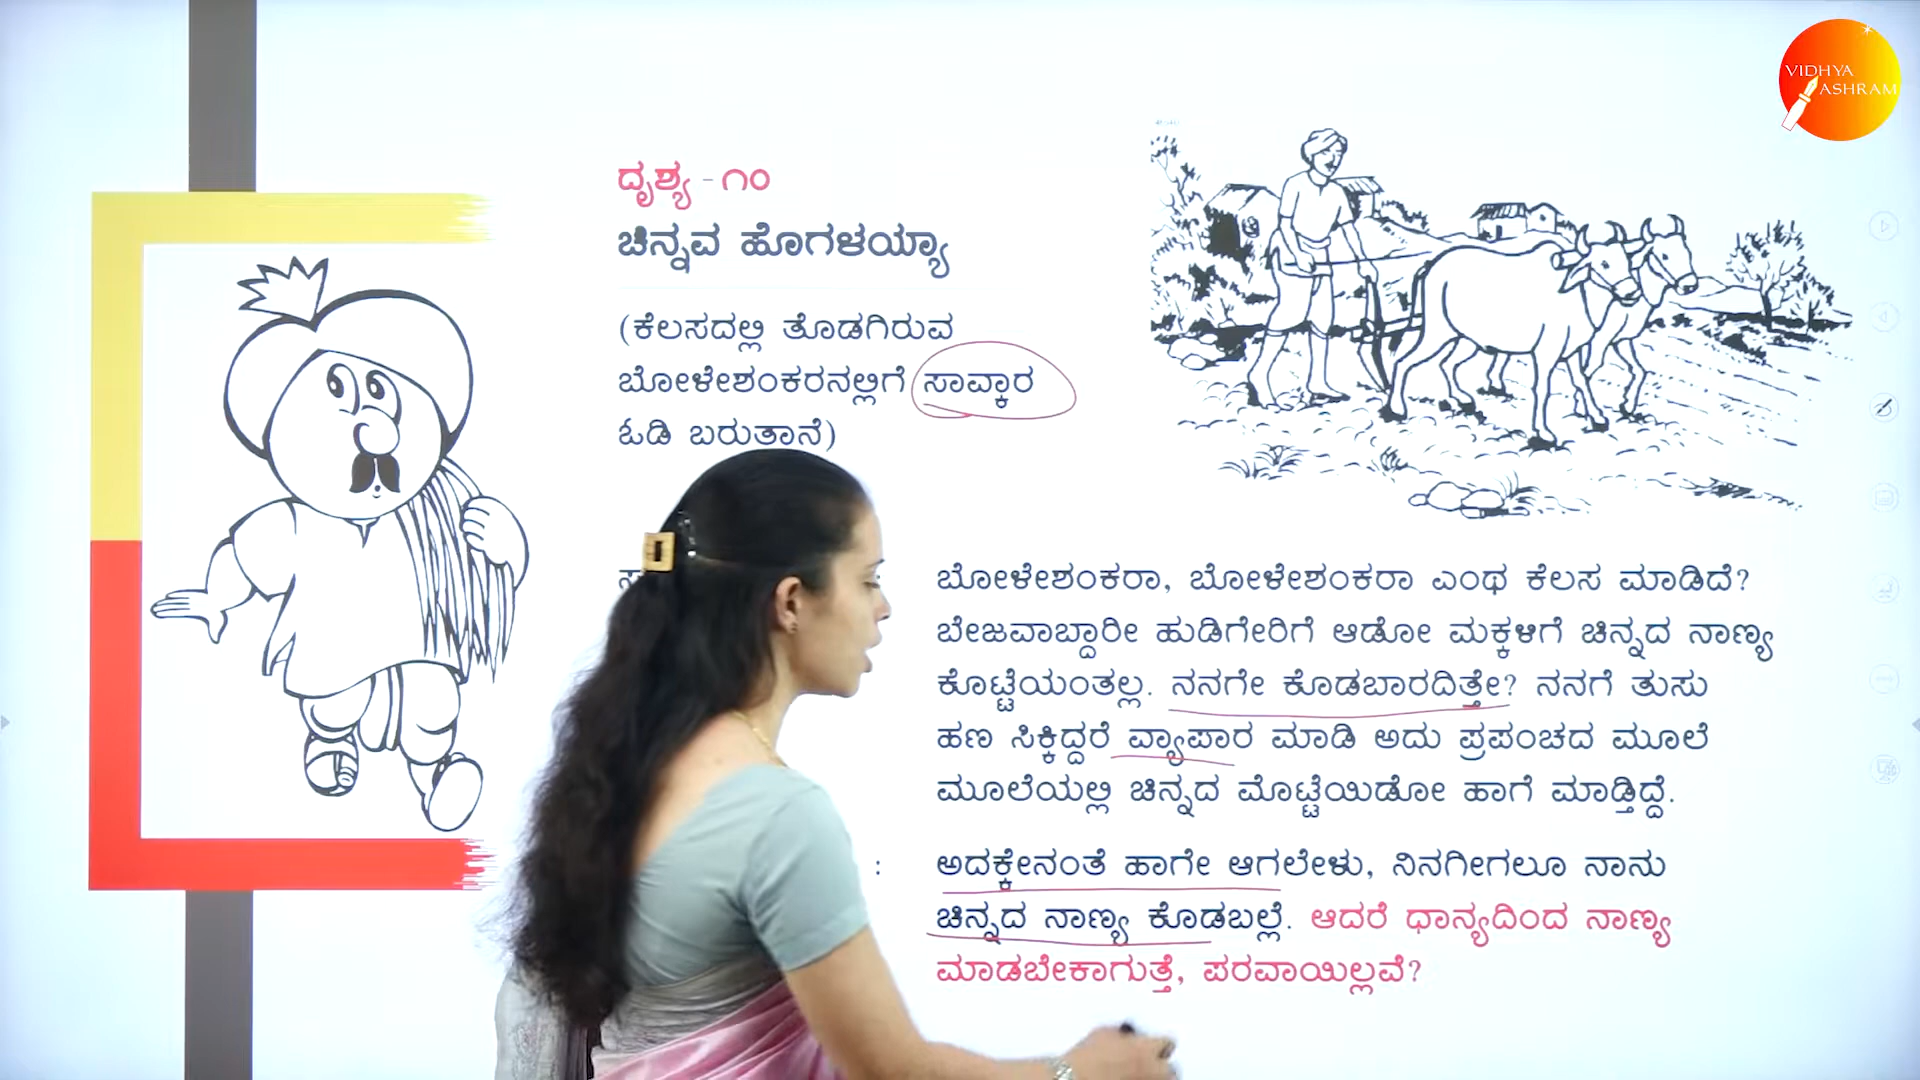 VIDHYA
ASHRAM
ದೃಶ್ಯ - ೧೦
ಚಿನ್ನವ ಹೊಗಳಯ್ಯಾ
(ಕೆಲಸದಲ್ಲಿ ತೊಡಗಿರುವ
ಬೋಳೇಶಂಕರನಲ್ಲಿಗೆ ಸಾವ್ಕಾರ
ಓಡಿ ಬರುತಾನೆ)
ಬೋಳೇಶಂಕರಾ, ಬೋಳೇಶಂಕರಾ ಎಂಥ ಕೆಲಸ ಮಾಡಿದೆ?
ಬೇಜವಾಬ್ದಾರೀ ಹುಡಿಗೇರಿಗೆ ಆಡೋ ಮಕ್ಕಳಿಗೆ ಚಿನ್ನದ ನಾಣ್ಯ
ಕೊಟ್ಟೆಯಂತಲ್ಲ. ನನಗೇ ಕೊಡಬಾರದಿತ್ತೇ? ನನಗೆ ತುಸು
ಹಣ ಸಿಕ್ಕಿದ್ದರೆ ವ್ಯಾಪಾರ ಮಾಡಿ ಅದು ಪ್ರಪಂಚದ ಮೂಲೆ
ಮೂಲೆಯಲ್ಲಿ ಚಿನ್ನದ ಮೊಟ್ಟೆಯಿಡೋ ಹಾಗೆ ಮಾಡ್ತಿದ್ದೆ.
: ಅದಕ್ಕೇನಂತೆ ಹಾಗೇ ಆಗಲೇಳು, ನಿನಗೀಗಲೂ ನಾನು
ಚಿನ್ನದ ನಾಣ್ಯ ಕೊಡಬಲ್ಲೆ. ಆದರೆ ಧಾನ್ಯದಿಂದ ನಾಣ್ಯ
ಮಾಡಬೇಕಾಗುತ್ತೆ, ಪರವಾಯಿಲ್ಲವೆ?